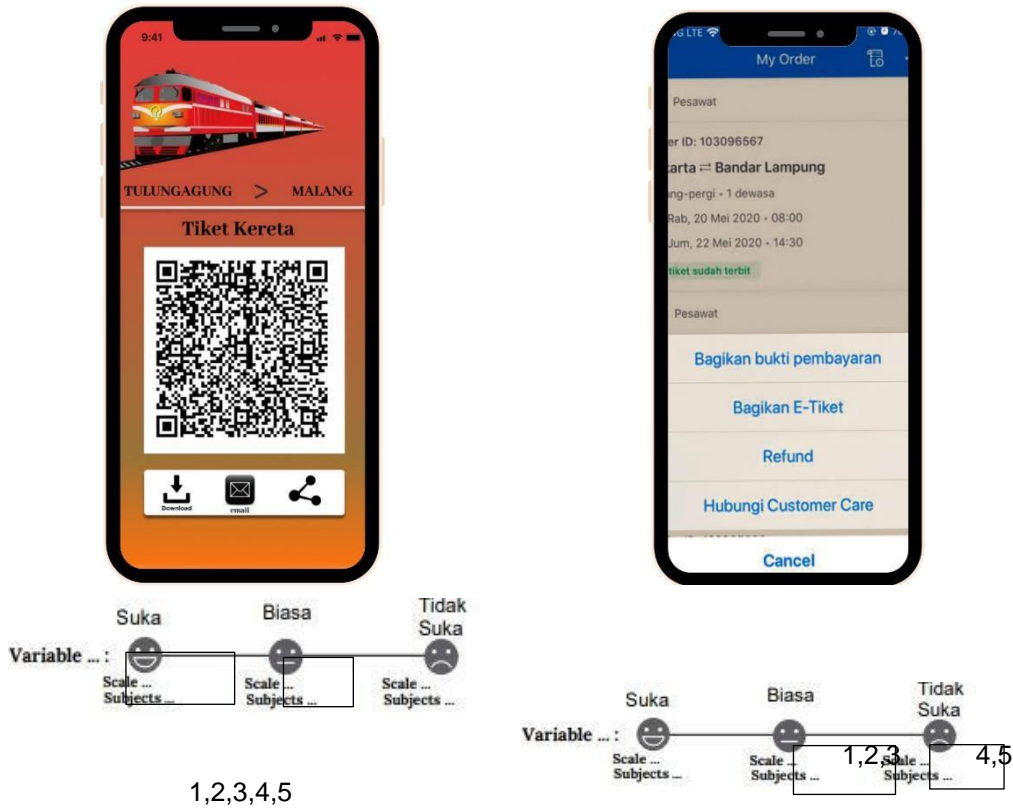 9:41
TULUNGAGUNG > MALANG
Tiket Kereta
Download
email
Suka
Biasa
Tidak
Suka
Variable ... :
Scale ...
Subjects ...
Scale ...
Subjects ...
Scale ...
Subjects ...
1,2,3,4,5
LTE
My Order
Pesawat
er ID: 103096567
arta ⇄ Bandar Lampung
ng-pergi • 1 dewasa
Rab, 20 Mei 2020 • 08:00
Jum, 22 Mei 2020 • 14:30
tiket sudah terbit
Pesawat
Bagikan bukti pembayaran
Bagikan E-Tiket
Refund
Hubungi Customer Care
Cancel
Suka
Biasa
Tidak
Suka
Variable ... :
Scale ...
Subjects ...
Scale ...
Subjects ...
1,2,3
Scale ...
Subjects ...
4,5